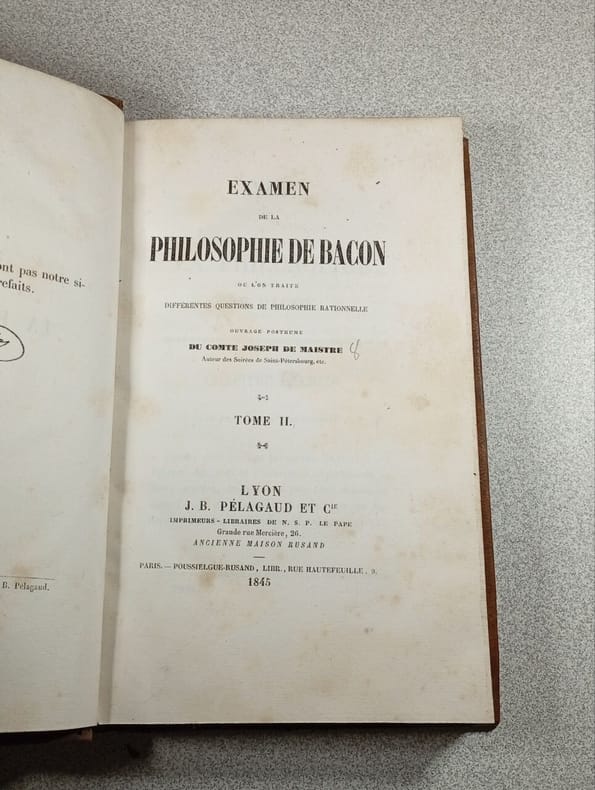 ont pas notre si-
refaits.
B. Pélagaud.
EXAMEN
DE LA
PHILOSOPHIE DE BACON
OU L'ON TRAITE
DIFFÉRENTES QUESTIONS DE PHILOSOPHIE RATIONNELLE
OUVRAGE POSTHUME
DU COMTE JOSEPH DE MAISTRE 8
Auteur des Soirées de Saint-Pétersbourg, etc.
TOME II.
LYON
J. B. PÉLAGAUD ET Cie
IMPRIMEURS-LIBRAIRES DE N. S. P. LE PAPE
Grande rue Mercière, 26.
ANCIENNE MAISON RUSAND
PARIS.—POUSSIELGUE-RUSAND, LIBR., RUE HAUTEFEUILLE, 9.
1845